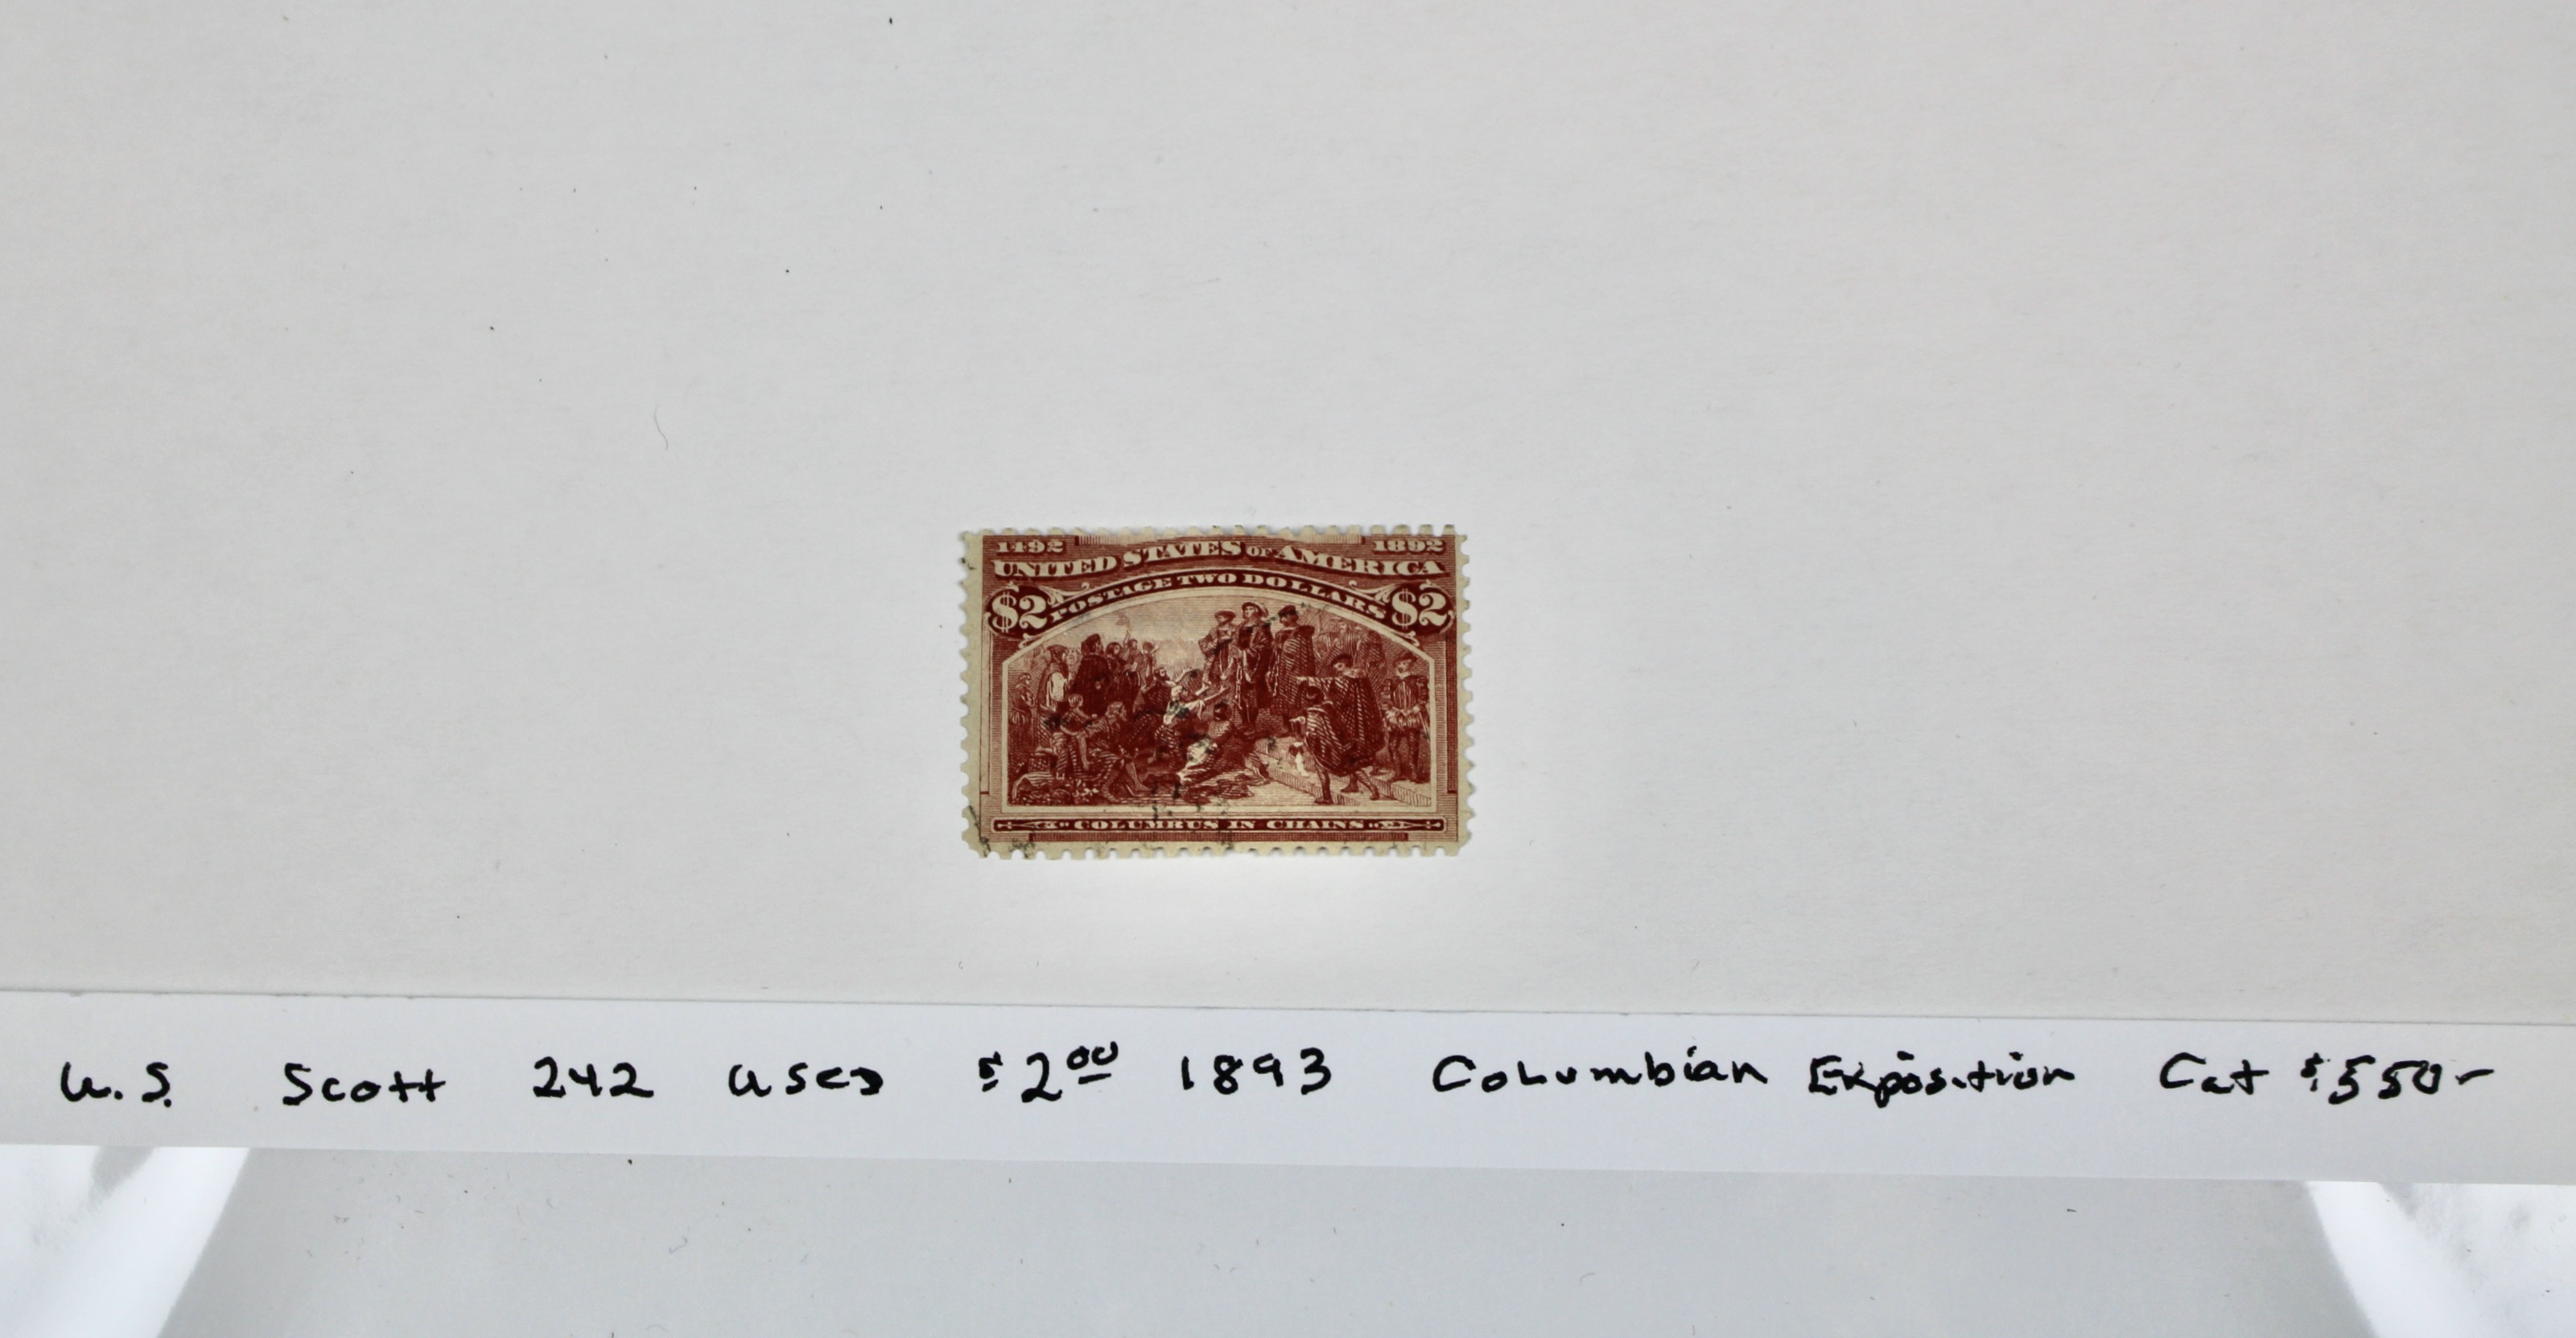 1492 1892
UNITED STATES OF AMERICA
POSTAGE TWO DOLLARS
$2 $2
COLUMBUS IN CHAINS
U.S. Scott 242 used $2.00 1893 Columbian Exposition Cat $550-